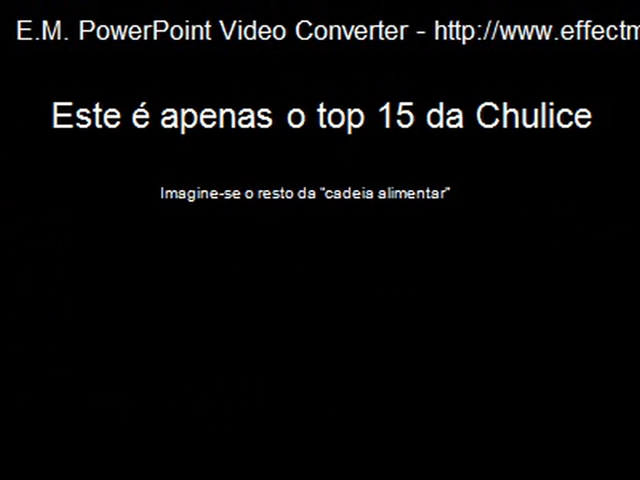 E.M. PowerPoint Video Converter - http://www.effectm
Este é apenas o top 15 da Chulice
Imagine-se o resto da "cadeia alimentar"